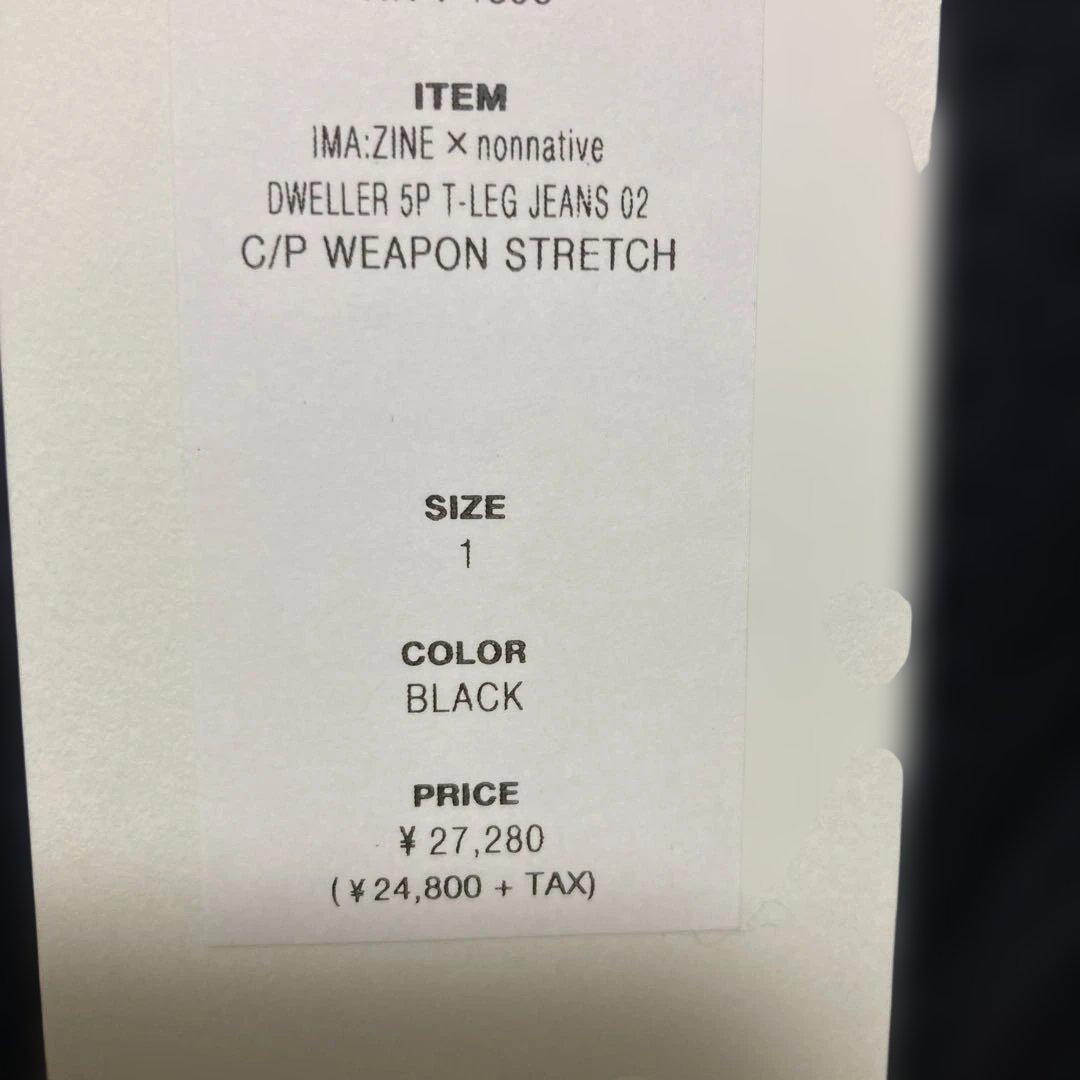 ITEM
IMA:ZINE × nonnative
DWELLER 5P T-LEG JEANS 02
C/P WEAPON STRETCH
SIZE
1
COLOR
BLACK
PRICE
¥ 27,280
(¥24,800 + TAX)